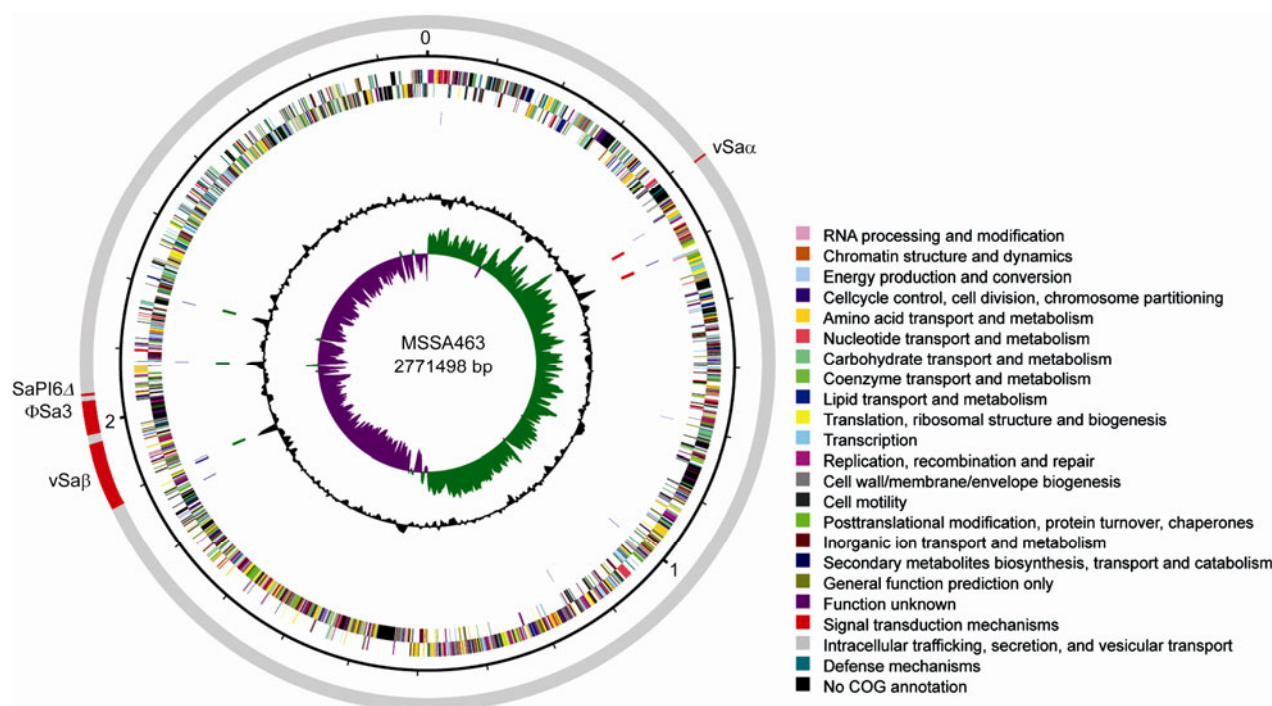 0
vSaα
MSSA463
2771498 bp
SaPI6Δ
ΦSa3
2
vSaβ
1
RNA processing and modification
Chromatin structure and dynamics
Energy production and conversion
Cellcycle control, cell division, chromosome partitioning
Amino acid transport and metabolism
Nucleotide transport and metabolism
Carbohydrate transport and metabolism
Coenzyme transport and metabolism
Lipid transport and metabolism
Translation, ribosomal structure and biogenesis
Transcription
Replication, recombination and repair
Cell wall/membrane/envelope biogenesis
Cell motility
Posttranslational modification, protein turnover, chaperones
Inorganic ion transport and metabolism
Secondary metabolites biosynthesis, transport and catabolism
General function prediction only
Function unknown
Signal transduction mechanisms
Intracellular trafficking, secretion, and vesicular transport
Defense mechanisms
No COG annotation